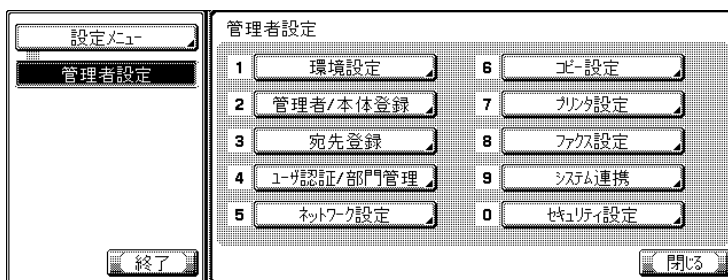 設定ﾒﾆｭｰ
管理者設定
終了
管理者設定
1 環境設定
2 管理者/本体登録
3 宛先登録
4 ﾕｰｻﾞ認証/部門管理
5 ﾈｯﾄﾜｰｸ設定
6 ｺﾋﾟｰ設定
7 ﾌﾟﾘﾝﾀ設定
8 ﾌｧｸｽ設定
9 ｼｽﾃﾑ連携
0 ｾｷｭﾘﾃｨ設定
閉じる